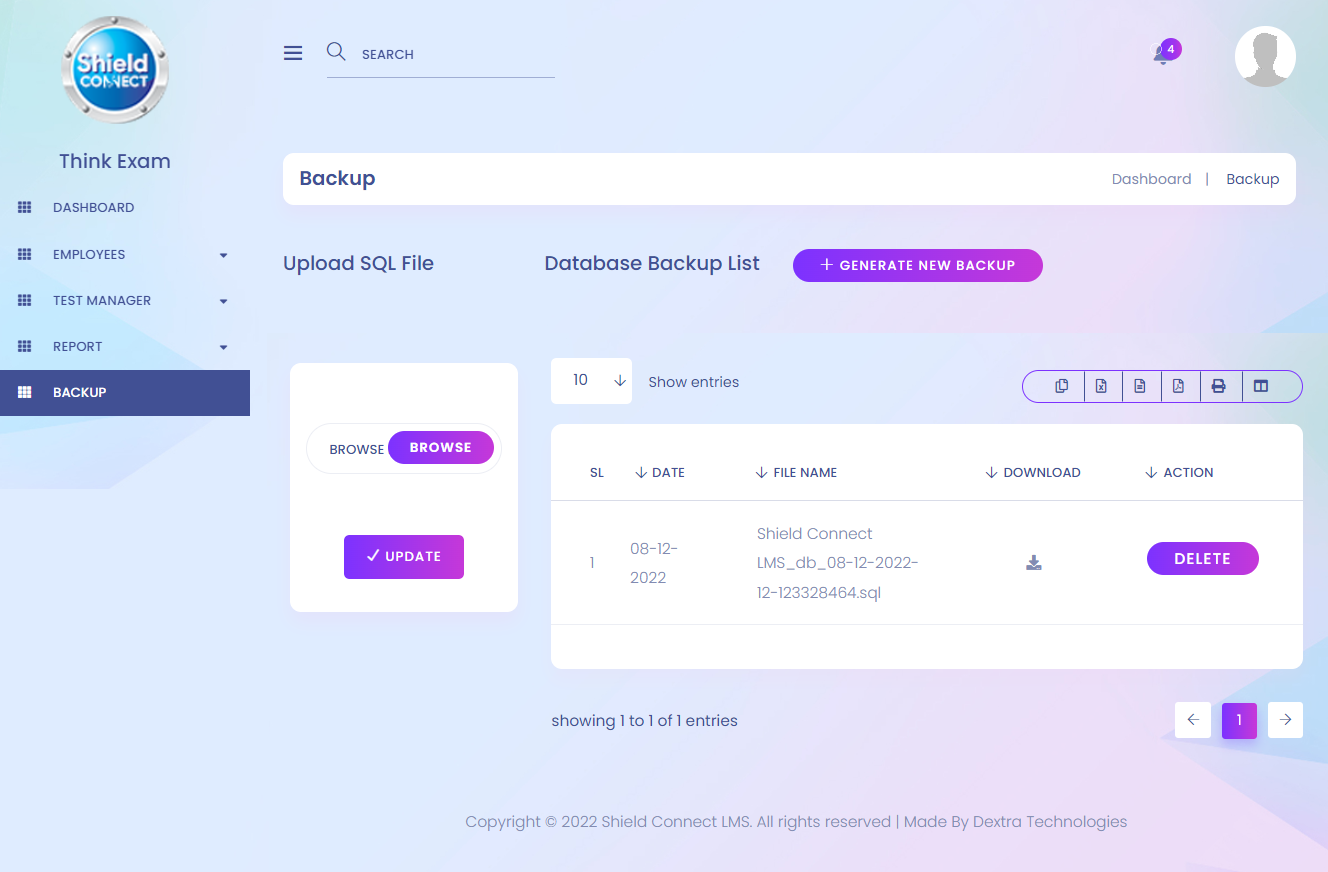 Shield
CONNECT
SEARCH
4
Think Exam
Backup
Dashboard | Backup
DASHBOARD
EMPLOYEES
TEST MANAGER
REPORT
BACKUP
Upload SQL File
Database Backup List
GENERATE NEW BACKUP
BROWSE BROWSE
UPDATE
10
Show entries
SL DATE FILE NAME DOWNLOAD ACTION
1
08-12-
2022
Shield Connect
LMS_db_08-12-2022-
12-123328464.sql
DELETE
showing 1 to 1 of 1 entries
1
Copyright © 2022 Shield Connect LMS. All rights reserved | Made By Dextra Technologies